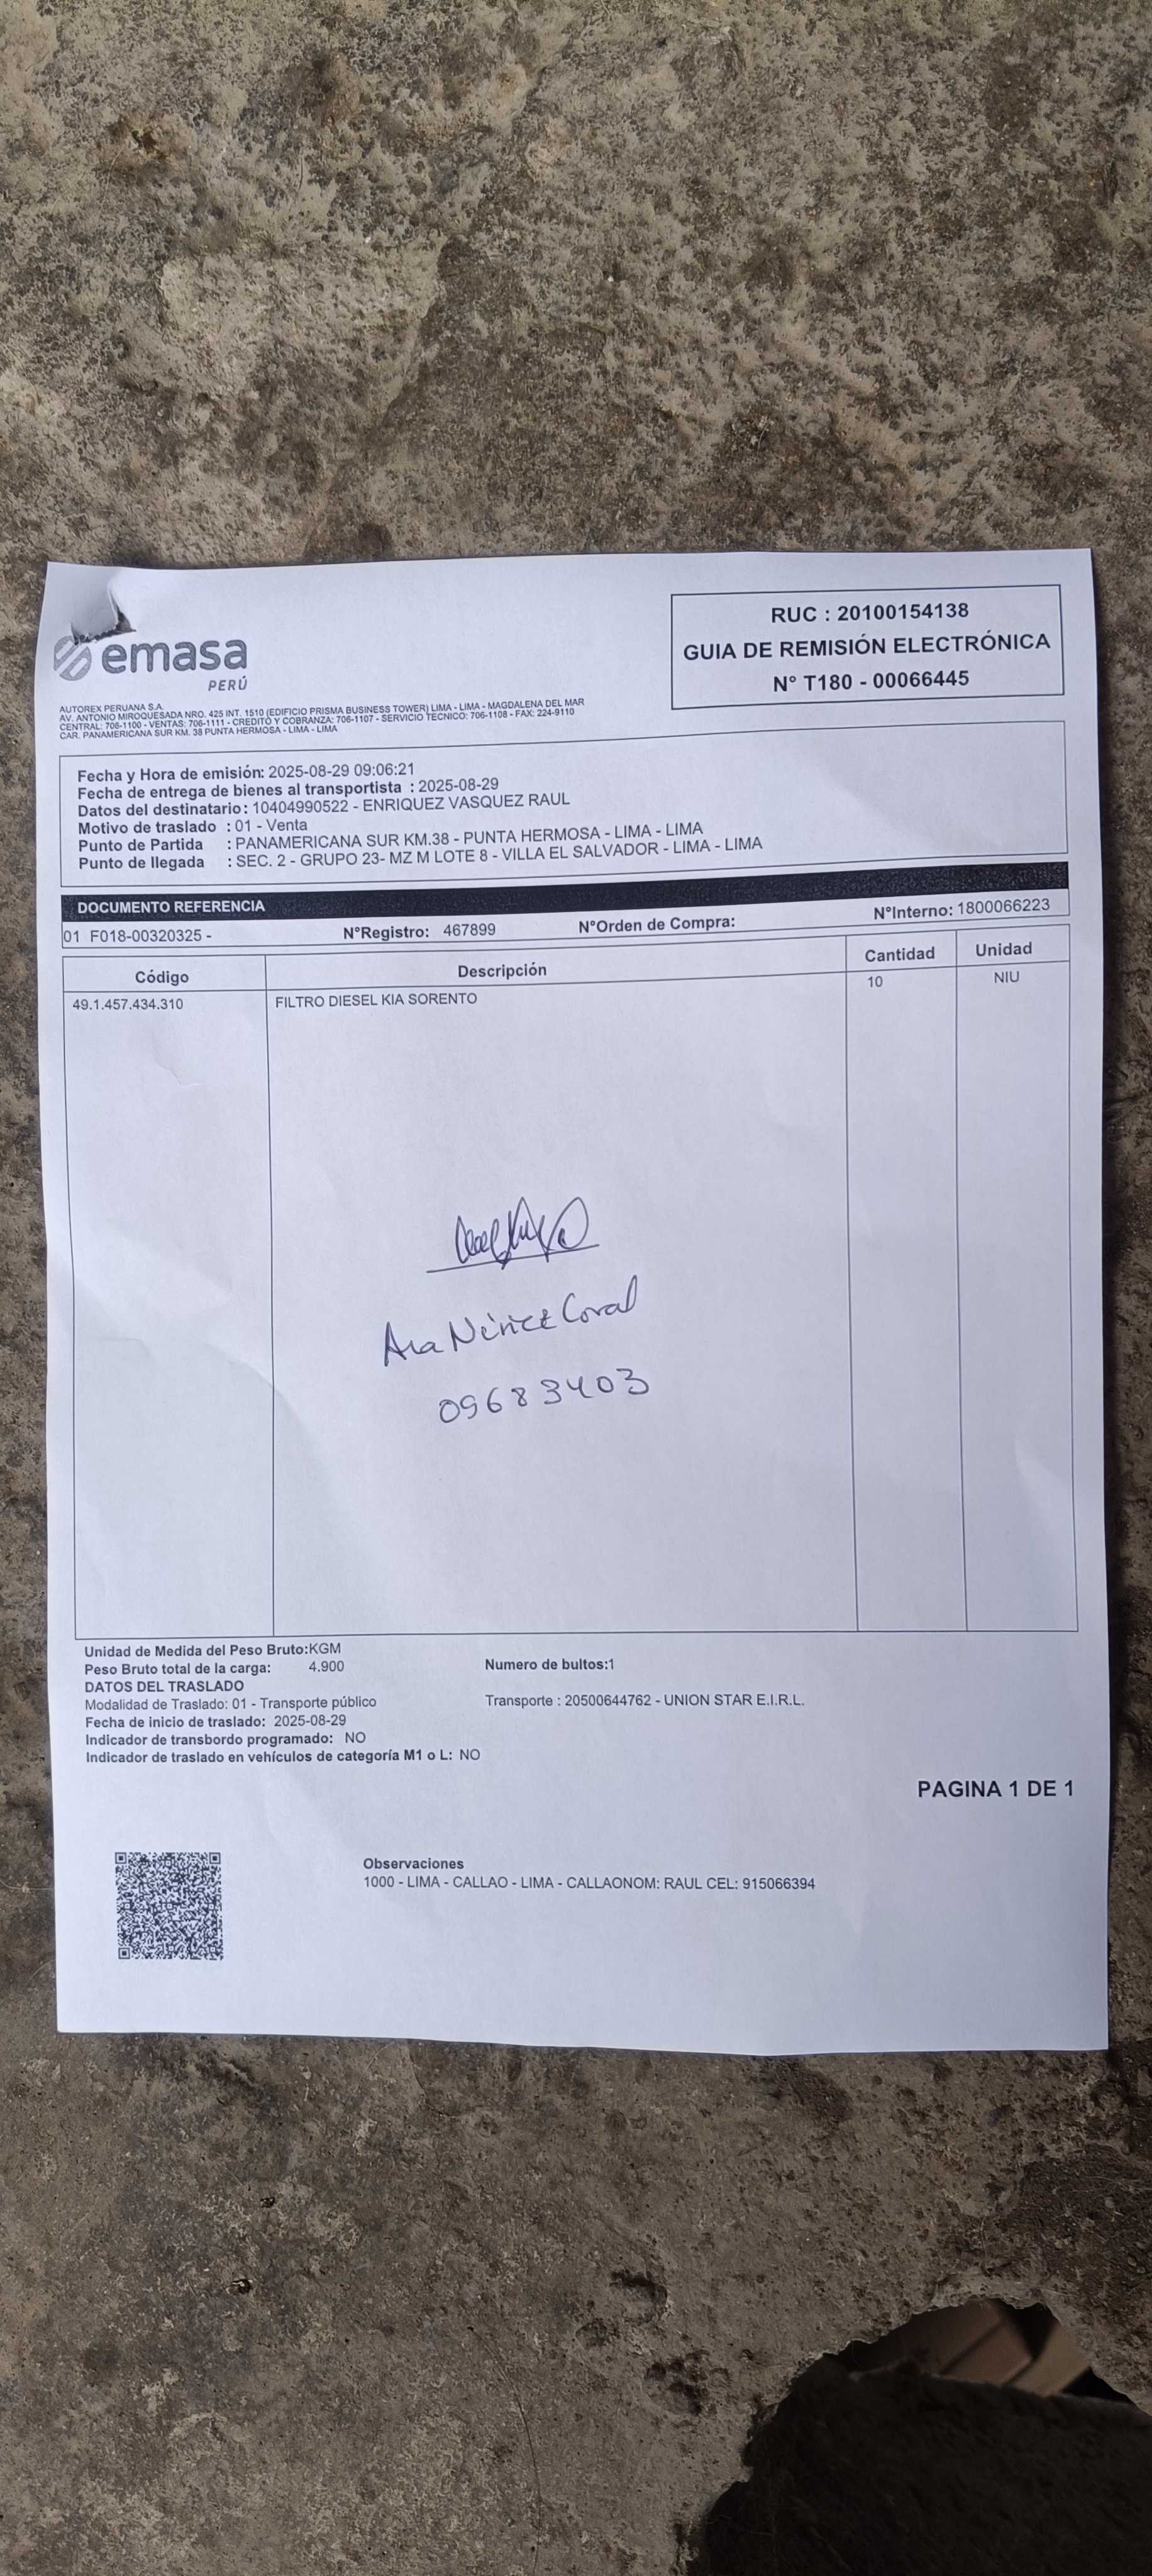 emasa
PERÚ
RUC : 20100154138
GUIA DE REMISIÓN ELECTRÓNICA
N° T180 - 00066445
AUTOREX PERUANA S.A.
AV. ANTONIO MIROQUESADA NRO. 425 INT. 1510 (EDIFICIO PRISMA BUSINESS TOWER) LIMA - LIMA - MAGDALENA DEL MAR
CENTRAL: 706-1100 - VENTAS: 706-1111 - CREDITO Y COBRANZA: 706-1107 - SERVICIO TECNICO: 706-1108 - FAX: 224-9110
CAR. PANAMERICANA SUR KM. 38 PUNTA HERMOSA - LIMA - LIMA
Fecha y Hora de emisión: 2025-08-29 09:06:21
Fecha de entrega de bienes al transportista : 2025-08-29
Datos del destinatario : 10404990522 - ENRIQUEZ VASQUEZ RAUL
Motivo de traslado : 01 - Venta
Punto de Partida : PANAMERICANA SUR KM.38 - PUNTA HERMOSA - LIMA - LIMA
Punto de llegada : SEC. 2 - GRUPO 23- MZ M LOTE 8 - VILLA EL SALVADOR - LIMA - LIMA
DOCUMENTO REFERENCIA
01 F018-00320325 - N°Registro: 467899 N°Orden de Compra: N°Interno: 1800066223
Código Descripción Cantidad Unidad
49.1.457.434.310 FILTRO DIESEL KIA SORENTO 10 NIU
Ana Núñez Coral
09683403
Unidad de Medida del Peso Bruto:KGM
Peso Bruto total de la carga: 4.900 Numero de bultos:1
DATOS DEL TRASLADO
Modalidad de Traslado: 01 - Transporte público Transporte : 20500644762 - UNION STAR E.I.R.L.
Fecha de inicio de traslado: 2025-08-29
Indicador de transbordo programado: NO
Indicador de traslado en vehículos de categoría M1 o L: NO
PAGINA 1 DE 1
Observaciones
1000 - LIMA - CALLAO - LIMA - CALLAONOM: RAUL CEL: 915066394